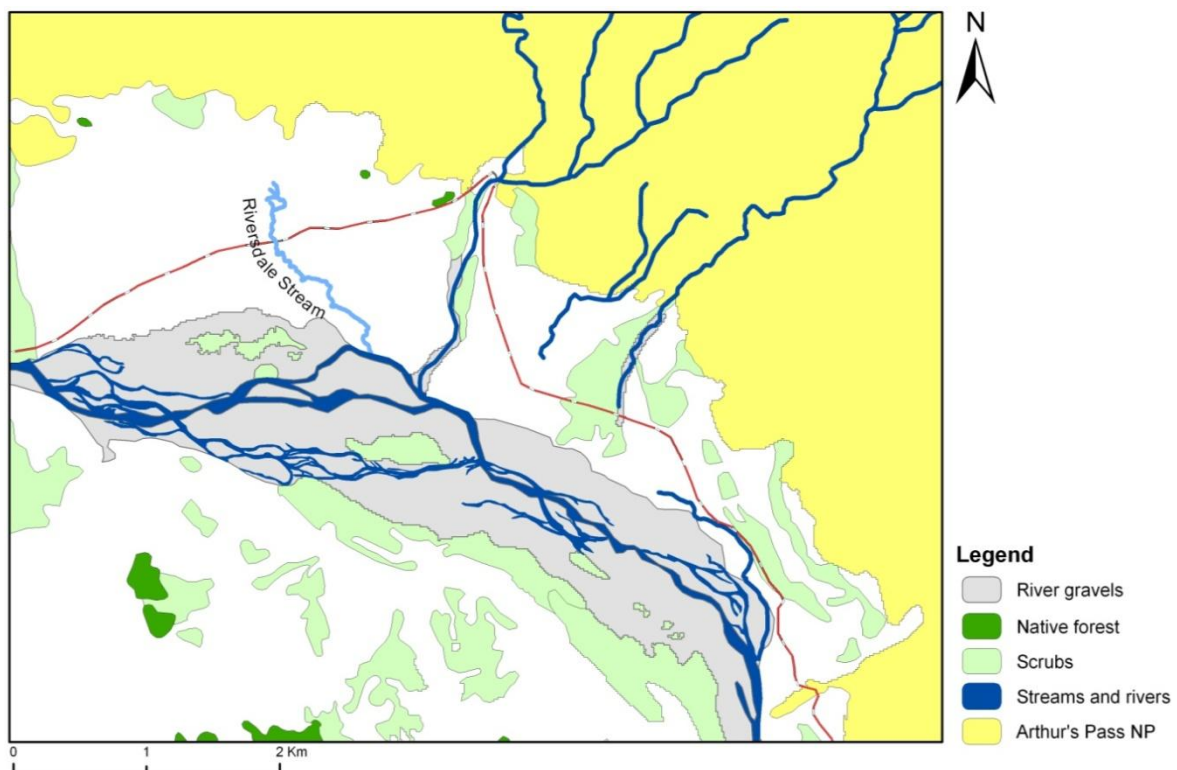 N
Riversdale Stream
Legend
River gravels
Native forest
Scrubs
Streams and rivers
Arthur's Pass NP
0 1 2 Km